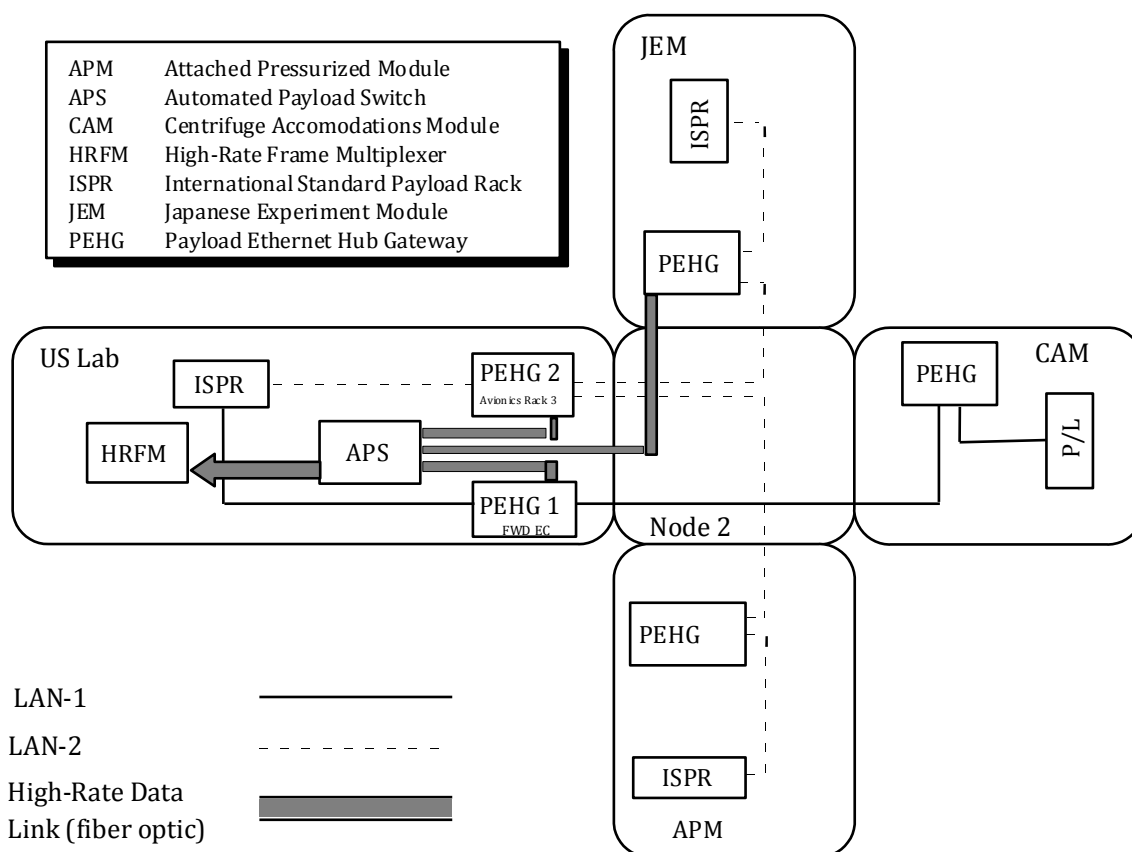 APM Attached Pressurized Module
APS Automated Payload Switch
CAM Centrifuge Accomodations Module
HRFM High-Rate Frame Multiplexer
ISPR International Standard Payload Rack
JEM Japanese Experiment Module
PEHG Payload Ethernet Hub Gateway
JEM
ISPR
PEHG
US Lab
ISPR
PEHG 2
Avionics Rack 3
HRFM
APS
PEHG 1
FWD EC
Node 2
CAM
PEHG
P/L
PEHG
ISPR
APM
LAN-1
LAN-2
High-Rate Data
Link (fiber optic)